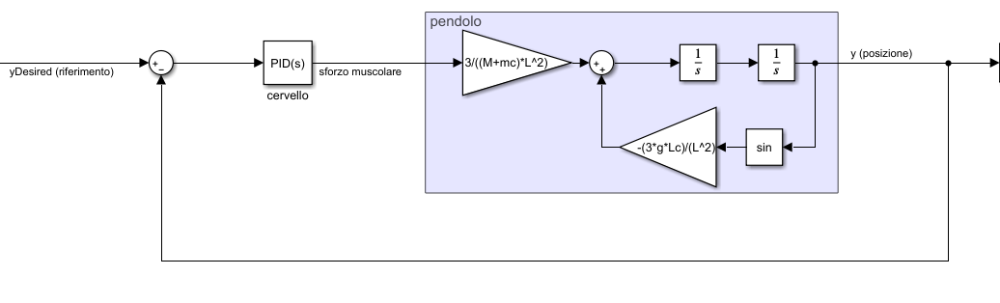 pendolo
yDesired (riferimento)
+
−
PID(s)
cervello
sforzo muscolare
3/((M+mc)*L^2)
+
+
1
s
1
s
y (posizione)
-(3*g*Lc)/(L^2)
sin